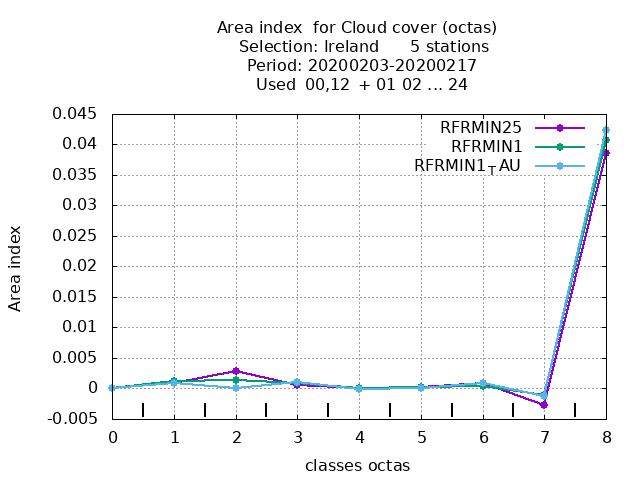 Area index  for Cloud cover (octas)
Selection: Ireland      5 stations
Period: 20200203-20200217
Used  00,12  + 01 02 ... 24
0.045
0.04
0.035
0.03
0.025
0.02
0.015
0.01
0.005
0
-0.005
Area index
RFRMIN25
RFRMIN1
RFRMIN1TAU
0 1 2 3 4 5 6 7 8
classes octas